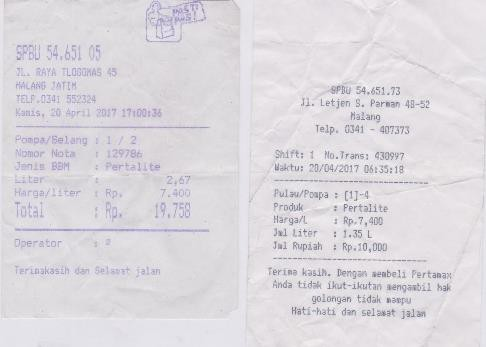 PASTI
PAS!
SPBU 54.651 05
JL. RAYA TLOGOMAS 45
MALANG JATIM
TELP.0341 552324
Kamis, 20 April 2017 17:00:36
Pompa/Selang : 1 / 2
Nomor Nota : 129786
Jenis BBM : Pertalite
Liter : 2,67
Harga/liter : Rp. 7.400
Total : Rp. 19,758
Operator :
Terimakasih dan Selamat jalan
SPBU 54.651.73
Jl. Letjen S. Parman 48-52
Malang
Telp. 0341 - 407373
Shift: 1 No.Trans: 430997
Waktu: 20/04/2017 06:35:18
Pulau/Pompa : [1]-4
Produk : Pertalite
Harga/L : Rp.7,400
Jml Liter : 1.35 L
Jml Rupiah : Rp.10,000
Terima kasih. Dengan membeli Pertamax
Anda tidak ikut-ikutan mengambil hak
golongan tidak mampu
Hati-hati dan selamat jalan